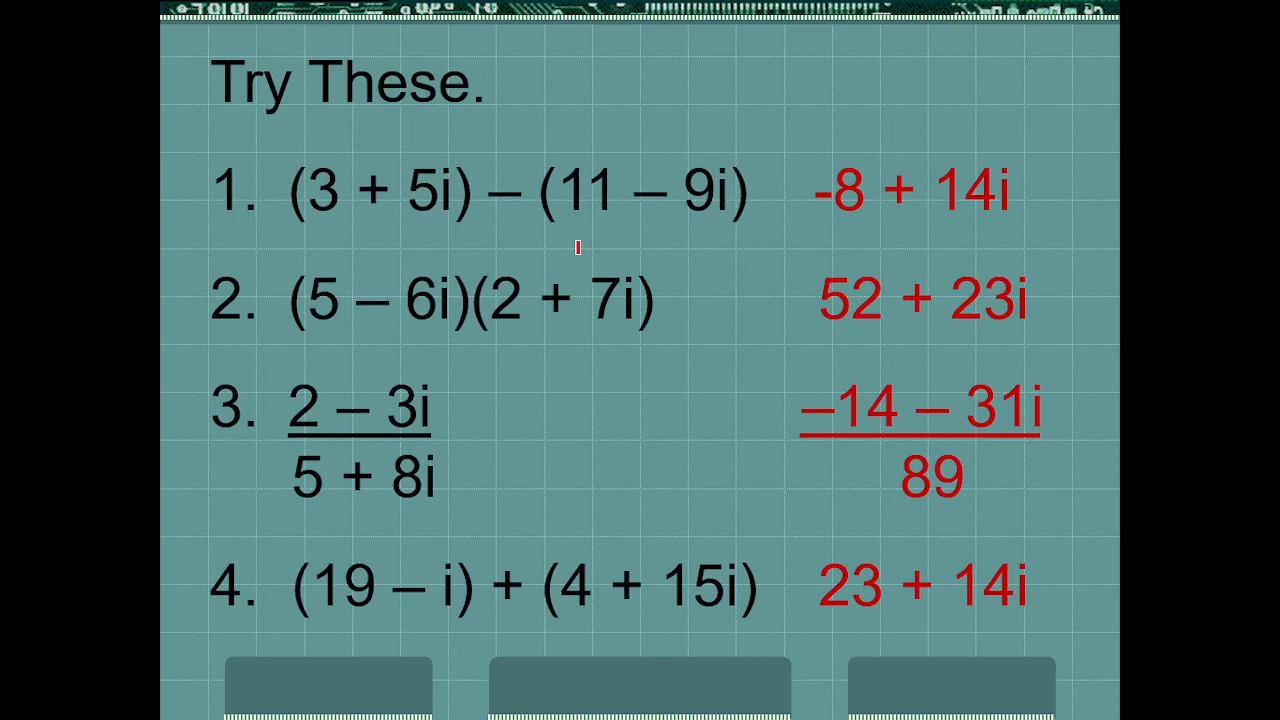 Try These.
1. (3 + 5i) – (11 – 9i) -8 + 14i
2. (5 – 6i)(2 + 7i) 52 + 23i
3. 2 – 3i –14 – 31i
5 + 8i 89
4. (19 – i) + (4 + 15i) 23 + 14i